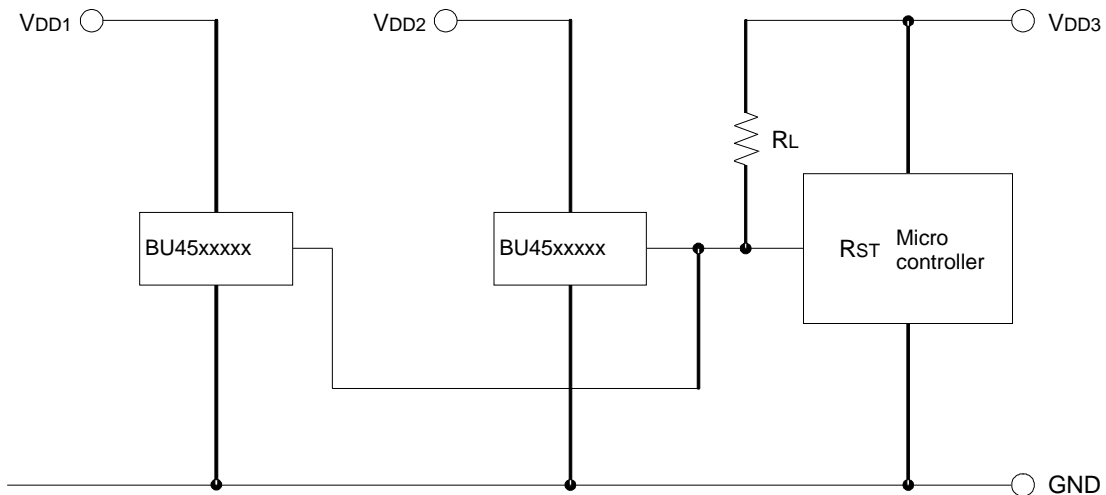 VDD1
VDD2
VDD3
RL
BU45xxxxx
BU45xxxxx
RST
Micro
controller
GND